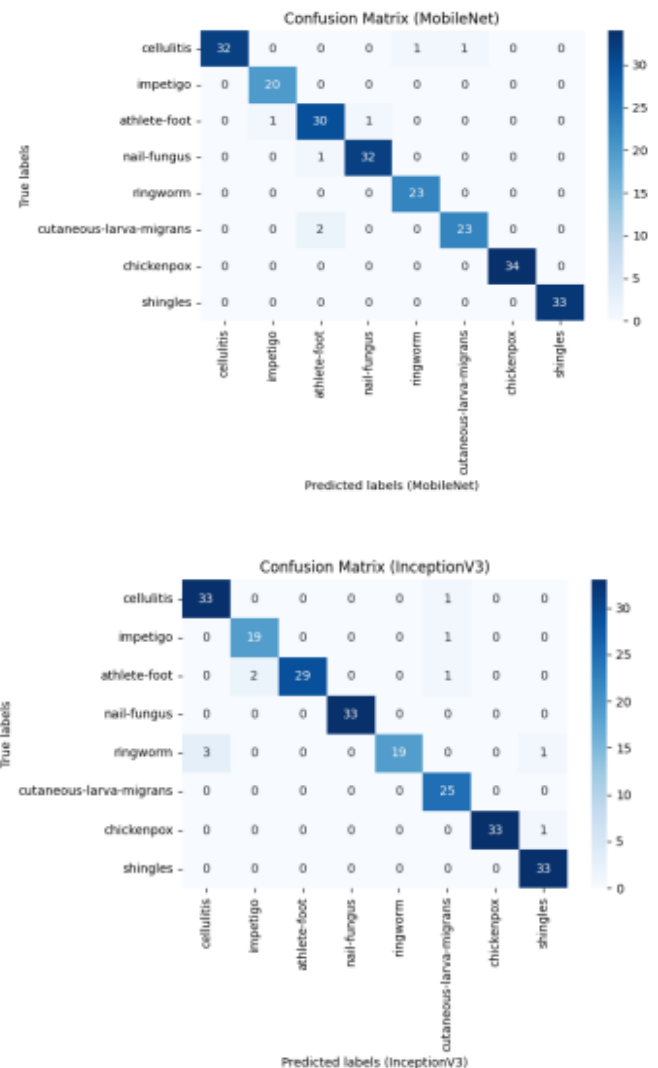 Confusion Matrix (MobileNet)
cellulitis - 32 0 0 0 1 1 0 0
impetigo - 0 20 0 0 0 0 0 0
athlete-foot - 0 1 30 1 0 0 0 0
nail-fungus - 0 0 1 32 0 0 0 0
ringworm - 0 0 0 0 23 0 0 0
cutaneous-larva-migrans - 0 0 2 0 0 23 0 0
chickenpox - 0 0 0 0 0 0 34 0
shingles - 0 0 0 0 0 0 0 33
True labels
cellulitis
impetigo
athlete-foot
nail-fungus
ringworm
cutaneous-larva-migrans
chickenpox
shingles
Predicted labels (MobileNet)
30
25
20
15
10
5
0
Confusion Matrix (InceptionV3)
cellulitis - 33 0 0 0 0 1 0 0
impetigo - 0 19 0 0 0 1 0 0
athlete-foot - 0 2 29 0 0 1 0 0
nail-fungus - 0 0 0 33 0 0 0 0
ringworm - 3 0 0 0 19 0 0 1
cutaneous-larva-migrans - 0 0 0 0 0 25 0 0
chickenpox - 0 0 0 0 0 0 33 1
shingles - 0 0 0 0 0 0 0 33
True labels
cellulitis
impetigo
athlete-foot
nail-fungus
ringworm
cutaneous-larva-migrans
chickenpox
shingles
Predicted labels (InceptionV3)
30
25
20
15
10
5
0